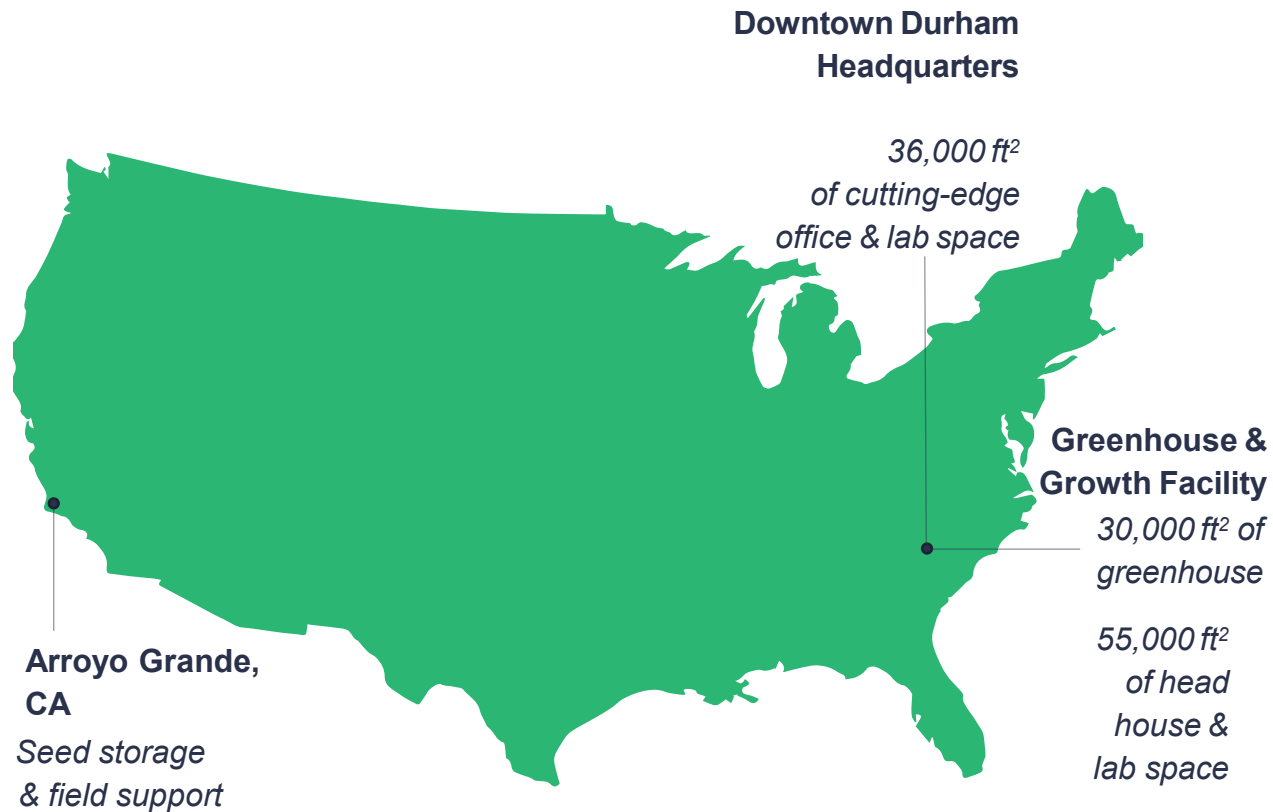 Downtown Durham
Headquarters
36,000 ft²
of cutting-edge
office & lab space
Greenhouse &
Growth Facility
30,000 ft² of
greenhouse
55,000 ft²
of head
house &
lab space
Arroyo Grande,
CA
Seed storage
& field support